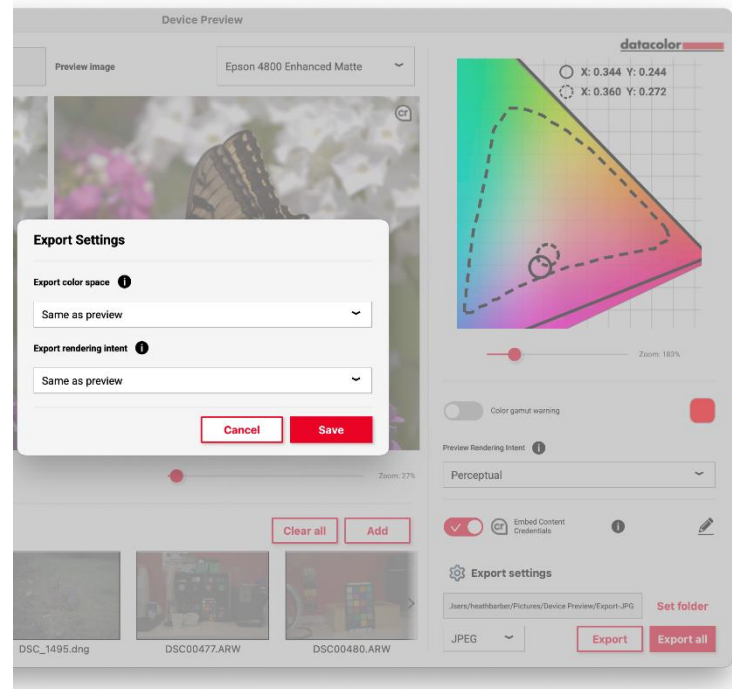 Device Preview
Preview image
Epson 4800 Enhanced Matte
datacolor
X: 0.344 Y: 0.244
X: 0.360 Y: 0.272
cr
Export Settings
Export color space
Same as preview
Export rendering intent
Same as preview
Cancel
Save
Zoom: 183%
Color gamut warning
Preview Rendering Intent
Perceptual
Zoom: 27%
Clear all
Add
cr
Embed Content
Credentials
Export settings
Jsers/heathbarber/Pictures/Device Preview/Export-JPG
Set folder
JPEG
Export
Export all
DSC_1495.dng
DSC00477.ARW
DSC00480.ARW